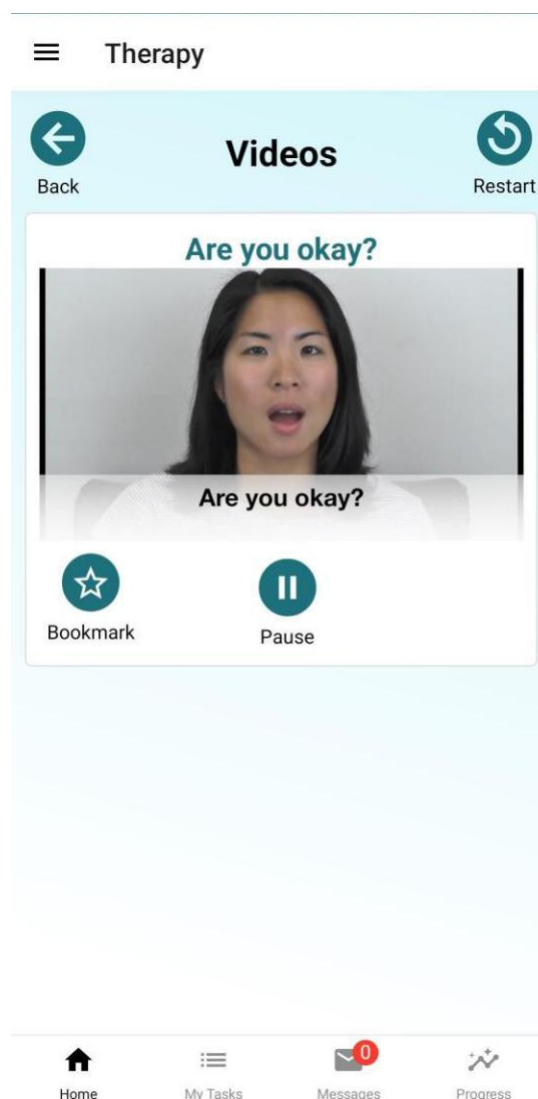 Therapy
Back
Videos
Restart
Are you okay?
Are you okay?
Bookmark
Pause
0
Home
My Tasks
Messages
Progress